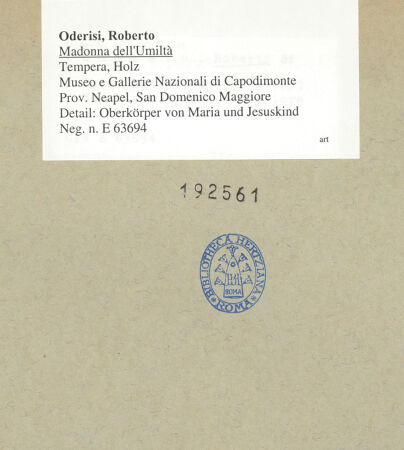 Oderisi, Roberto
Madonna dell'Umiltà
Tempera, Holz
Museo e Gallerie Nazionali di Capodimonte
Prov. Neapel, San Domenico Maggiore
Detail: Oberkörper von Maria und Jesuskind
Neg. n. E 63694
art
192561
BIBLIOTHECA HERTZIANA
ROMA
ROMA